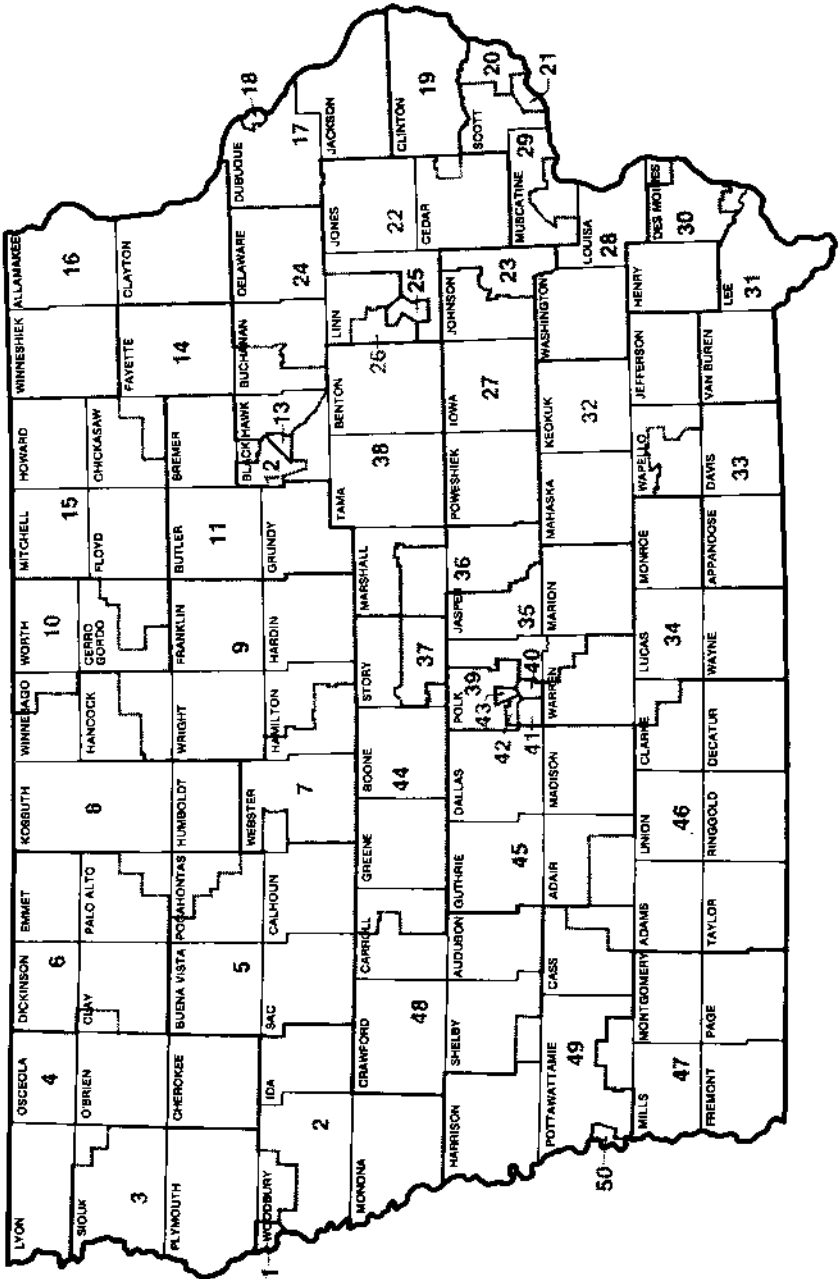 LYON
OSCEOLA
DICKINSON
EMMET
KOSSUTH
WINNEBAGO
WORTH
MITCHELL
HOWARD
WINNESHIEK
ALLAMAKEE
4
6
10
15
16
SIOUX
O'BRIEN
CLAY
PALO ALTO
HANCOCK
CERRO
GORDO
FLOYD
CHICKASAW
FAYETTE
CLAYTON
3
8
14
PLYMOUTH
CHEROKEE
BUENA VISTA
POCAHONTAS
HUMBOLDT
WRIGHT
FRANKLIN
BUTLER
BREMER
5
9
11
WEBSTER
BLACK HAWK
BUCHANAN
DELAWARE
DUBUQUE
18
12
13
24
17
1
WOODBURY
IDA
SAC
CALHOUN
HAMILTON
HARDIN
GRUNDY
2
7
TAMA
BENTON
LINN
JONES
JACKSON
MONONA
CRAWFORD
CARROLL
GREENE
BOONE
STORY
MARSHALL
38
26
25
22
CLINTON
19
48
44
37
CEDAR
HARRISON
SHELBY
AUDUBON
GUTHRIE
DALLAS
POLK
JASPER
POWESHIEK
IOWA
JOHNSON
SCOTT
20
36
27
23
39
43
42
40
41
35
45
MUSCATINE
29
21
POTTAWATTAMIE
CASS
ADAIR
MADISON
WARREN
MARION
MAHASKA
KEOKUK
WASHINGTON
LOUISA
49
32
28
50
MILLS
MONTGOMERY
ADAMS
UNION
CLARKE
LUCAS
MONROE
WAPELLO
JEFFERSON
HENRY
DES MOINES
47
46
34
30
FREMONT
PAGE
TAYLOR
RINGGOLD
DECATUR
WAYNE
APPANOOSE
DAVIS
VAN BUREN
LEE
33
31